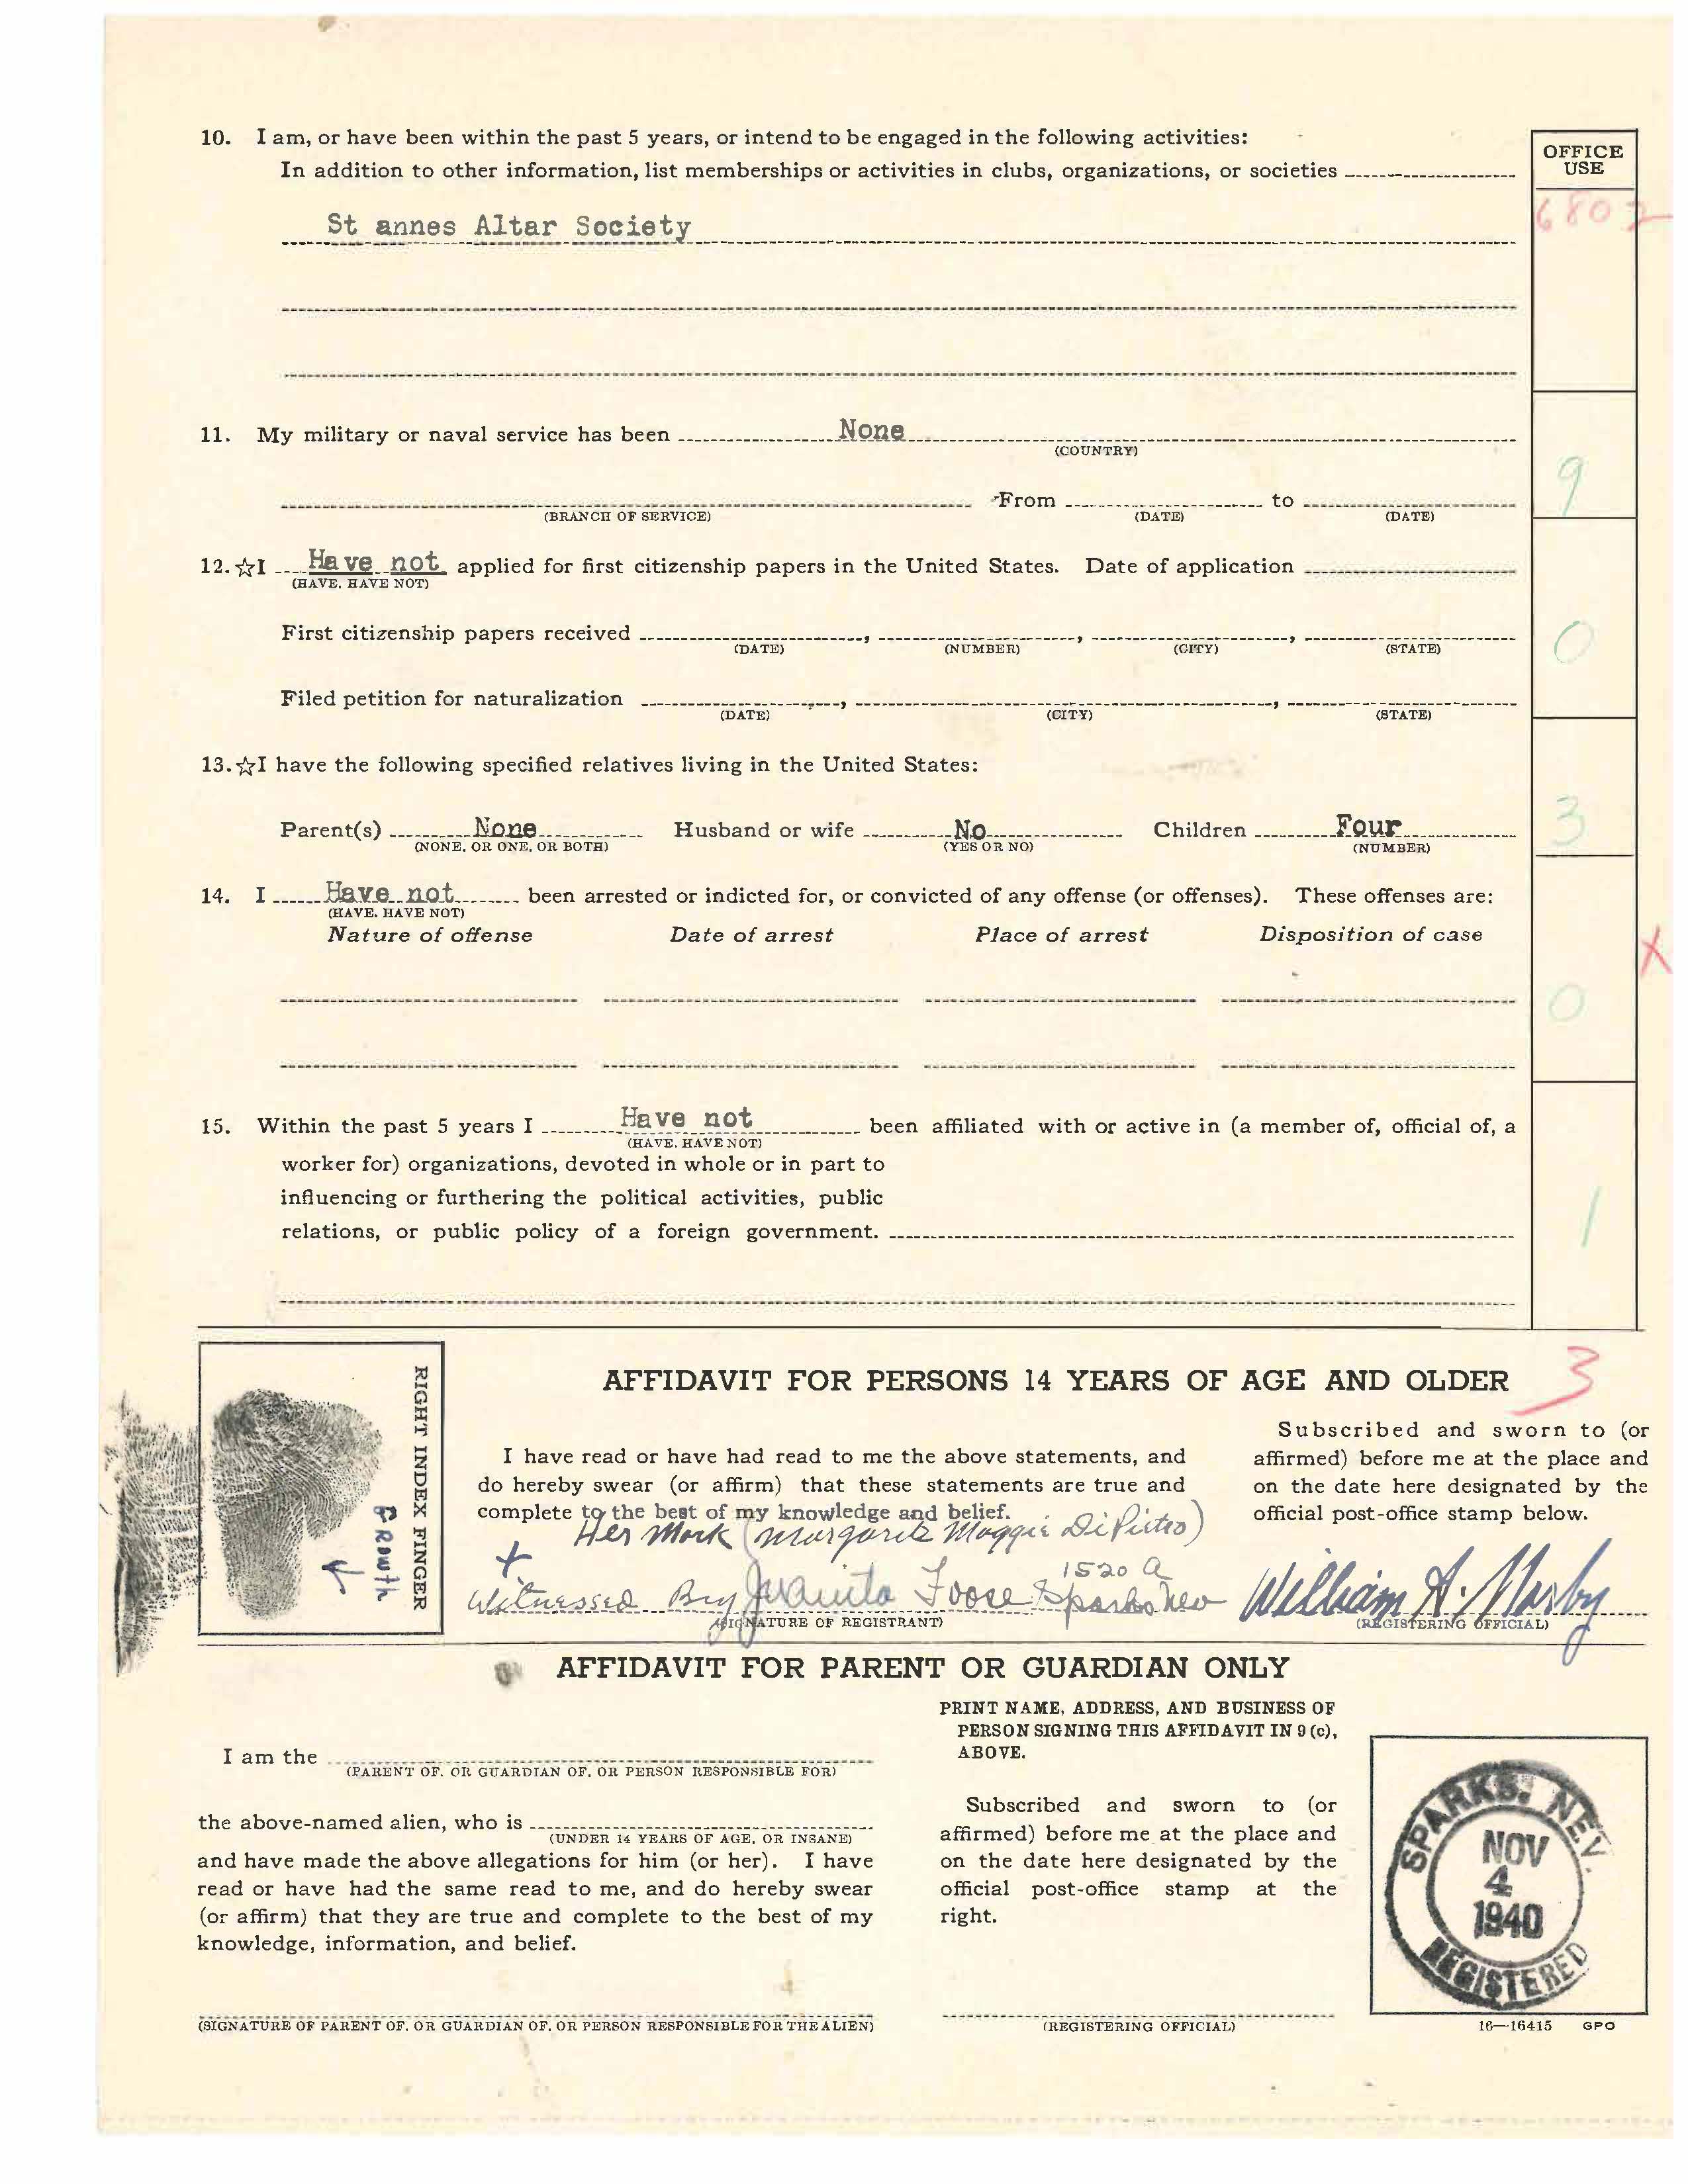 10. I am, or have been within the past 5 years, or intend to be engaged in the following activities:
In addition to other information, list memberships or activities in clubs, organizations, or societies
St annes Altar Society
OFFICE USE
6807
11. My military or naval service has been None
(COUNTRY)
From to
(BRANCH OF SERVICE) (DATE) (DATE)
9
12. ☆I Have not applied for first citizenship papers in the United States. Date of application
(HAVE, HAVE NOT)
First citizenship papers received , , ,
(DATE) (NUMBER) (CITY) (STATE)
0
Filed petition for naturalization , ,
(DATE) (CITY) (STATE)
13. ☆I have the following specified relatives living in the United States:
Parent(s) None Husband or wife No Children Four
(NONE, OR ONE, OR BOTH) (YES OR NO) (NUMBER)
3
14. I Have not been arrested or indicted for, or convicted of any offense (or offenses). These offenses are:
(HAVE, HAVE NOT)
Nature of offense Date of arrest Place of arrest Disposition of case
X
0
15. Within the past 5 years I Have not been affiliated with or active in (a member of, official of, a
(HAVE, HAVE NOT)
worker for) organizations, devoted in whole or in part to
influencing or furthering the political activities, public
relations, or public policy of a foreign government.
1
RIGHT INDEX FINGER
Growth
AFFIDAVIT FOR PERSONS 14 YEARS OF AGE AND OLDER
3
I have read or have had read to me the above statements, and
do hereby swear (or affirm) that these statements are true and
complete to the best of my knowledge and belief.
Her Mark (Margarite Maggie DiPietro)
+
1520 A
Witnessed By Juanita Foose Sparks Nev
(SIGNATURE OF REGISTRANT)
Subscribed and sworn to (or
affirmed) before me at the place and
on the date here designated by the
official post-office stamp below.
William A.
(REGISTERING OFFICIAL)
AFFIDAVIT FOR PARENT OR GUARDIAN ONLY
I am the
(PARENT OF, OR GUARDIAN OF, OR PERSON RESPONSIBLE FOR)
the above-named alien, who is
(UNDER 14 YEARS OF AGE, OR INSANE)
and have made the above allegations for him (or her). I have
read or have had the same read to me, and do hereby swear
(or affirm) that they are true and complete to the best of my
knowledge, information, and belief.
(SIGNATURE OF PARENT OF, OR GUARDIAN OF, OR PERSON RESPONSIBLE FOR THE ALIEN)
PRINT NAME, ADDRESS, AND BUSINESS OF
PERSON SIGNING THIS AFFIDAVIT IN 9 (c),
ABOVE.
Subscribed and sworn to (or
affirmed) before me at the place and
on the date here designated by the
official post-office stamp at the
right.
(REGISTERING OFFICIAL)
SPARKS, NEV.
NOV
4
1940
REGISTERED
16—16415 GPO